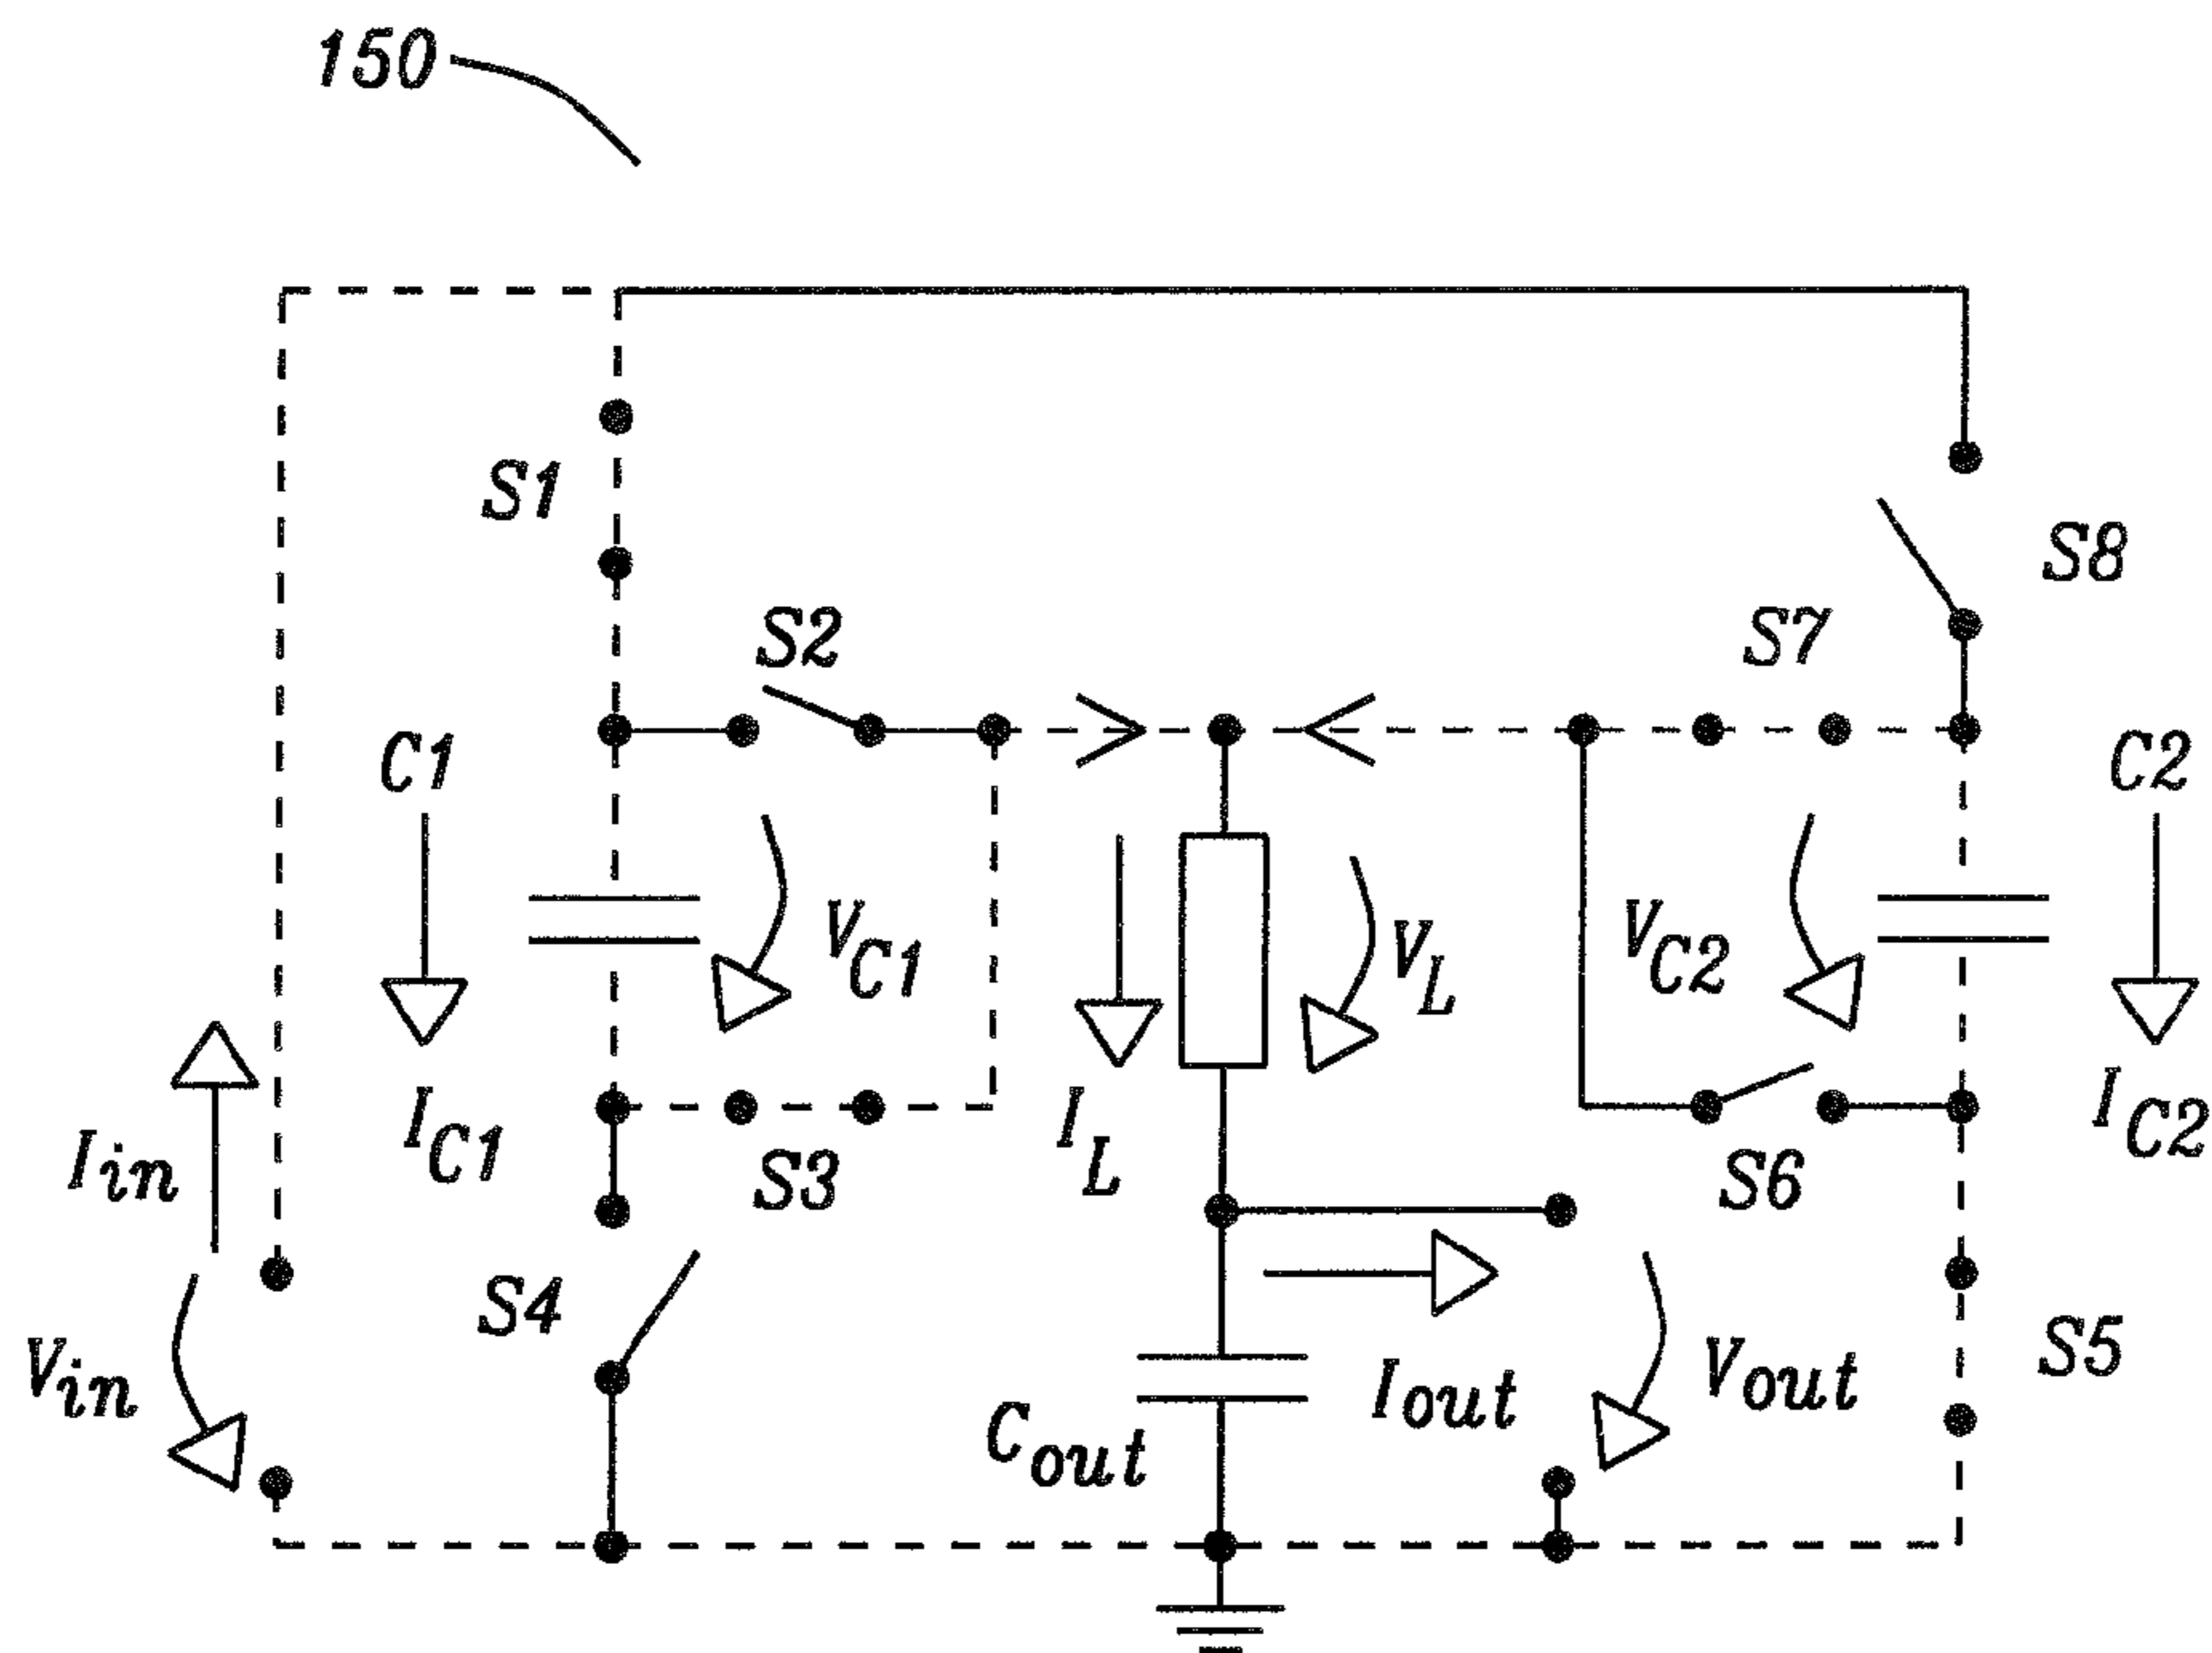 150
S1
S8
S2
S7
C1
C2
VC1
VL
VC2
Iin
IC1
IL
IC2
S3
S6
S4
Vin
S5
Cout
Iout
Vout